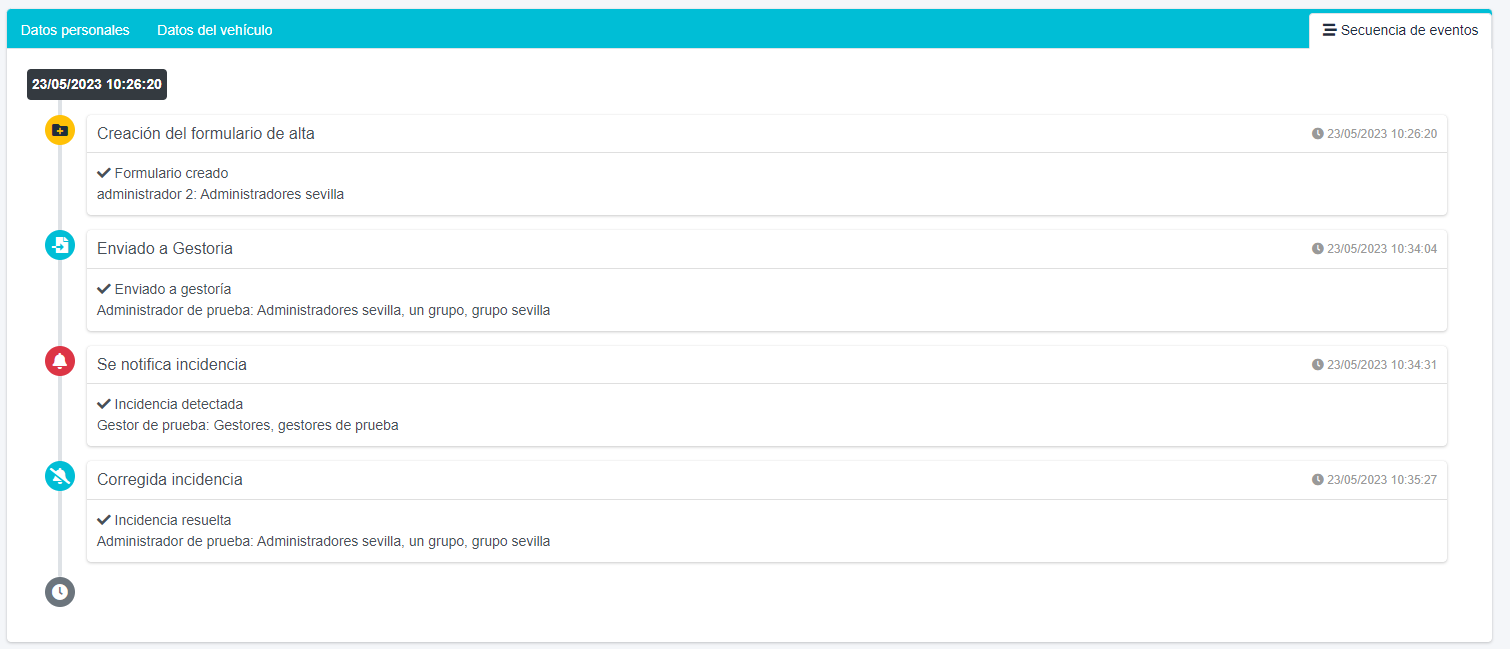 Datos personales
Datos del vehículo
Secuencia de eventos
23/05/2023 10:26:20
Creación del formulario de alta
23/05/2023 10:26:20
Formulario creado
administrador 2: Administradores sevilla
Enviado a Gestoria
23/05/2023 10:34:04
Enviado a gestoría
Administrador de prueba: Administradores sevilla, un grupo, grupo sevilla
Se notifica incidencia
23/05/2023 10:34:31
Incidencia detectada
Gestor de prueba: Gestores, gestores de prueba
Corregida incidencia
23/05/2023 10:35:27
Incidencia resuelta
Administrador de prueba: Administradores sevilla, un grupo, grupo sevilla